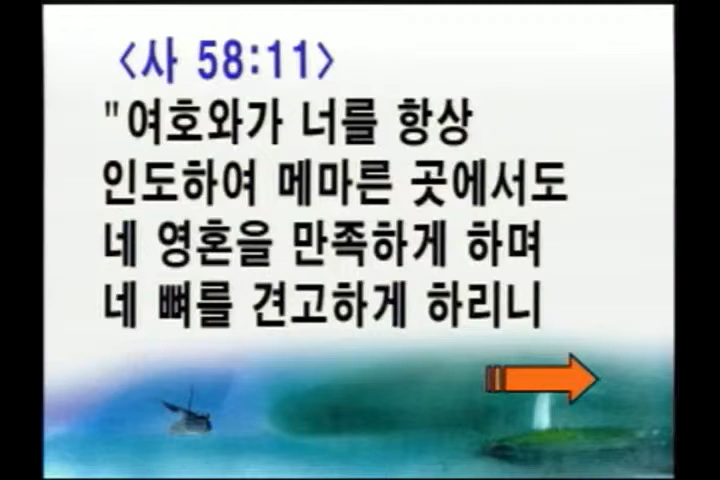 <사 58:11>
"여호와가 너를 항상
인도하여 메마른 곳에서도
네 영혼을 만족하게 하며
네 뼈를 견고하게 하리니